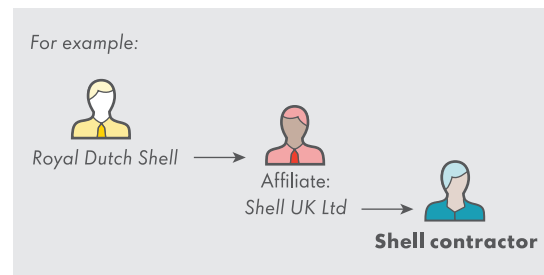 For example:
Royal Dutch Shell
Affiliate:
Shell UK Ltd
Shell contractor